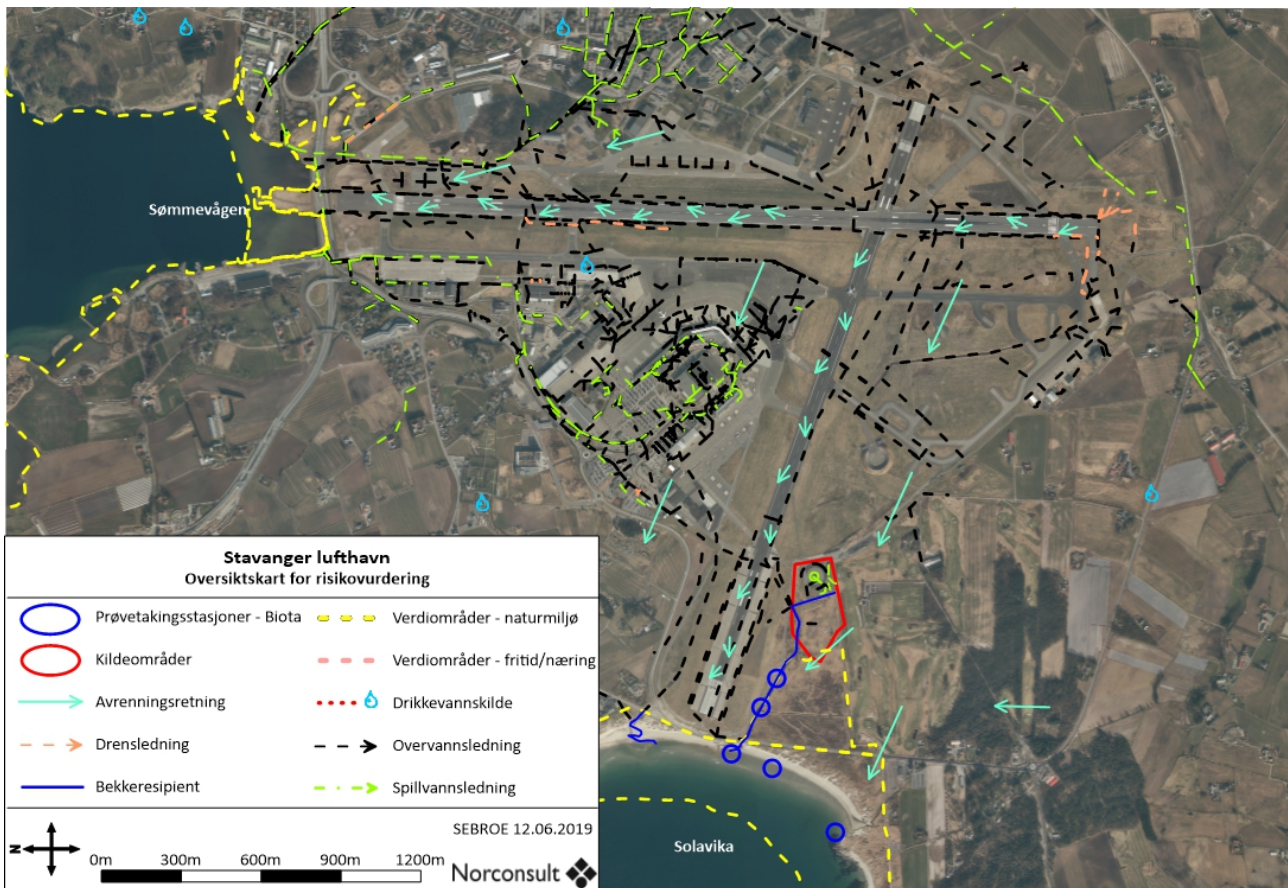 Sømmevågen
Stavanger lufthavn
Oversiktskart for risikovurdering
Prøvetakingsstasjoner - Biota
Verdiområder - naturmiljø
Kildeområder
Verdiområder - fritid/næring
Avrenningsretning
Drikkevannskilde
Drensledning
Overvannsledning
Bekkeresipient
Spillvannsledning
N
SEBROE 12.06.2019
0m 300m 600m 900m 1200m
Norconsult
Solavika